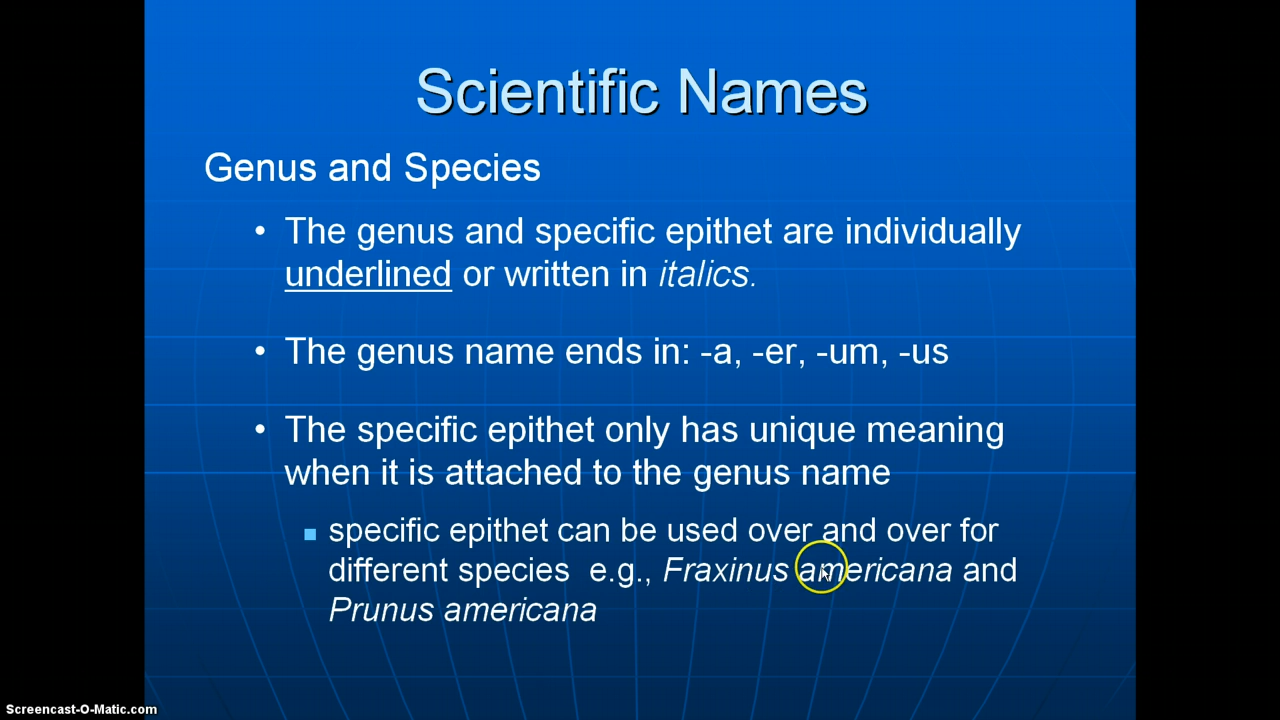 Scientific Names
Genus and Species
• The genus and specific epithet are individually
underlined or written in italics.
• The genus name ends in: -a, -er, -um, -us
• The specific epithet only has unique meaning
when it is attached to the genus name
■ specific epithet can be used over and over for
different species e.g., Fraxinus americana and
Prunus americana
Screencast-O-Matic.com